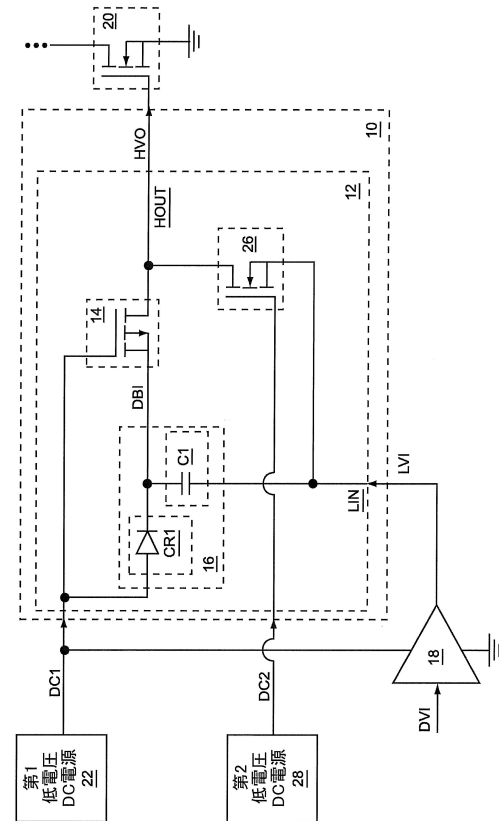 20
10
HVO
12
HOUT
26
14
DBI
C1
CR1
16
LIN
LVI
DC1
DC2
18
DVI
第1
低電圧
DC電源
22
第2
低電圧
DC電源
28